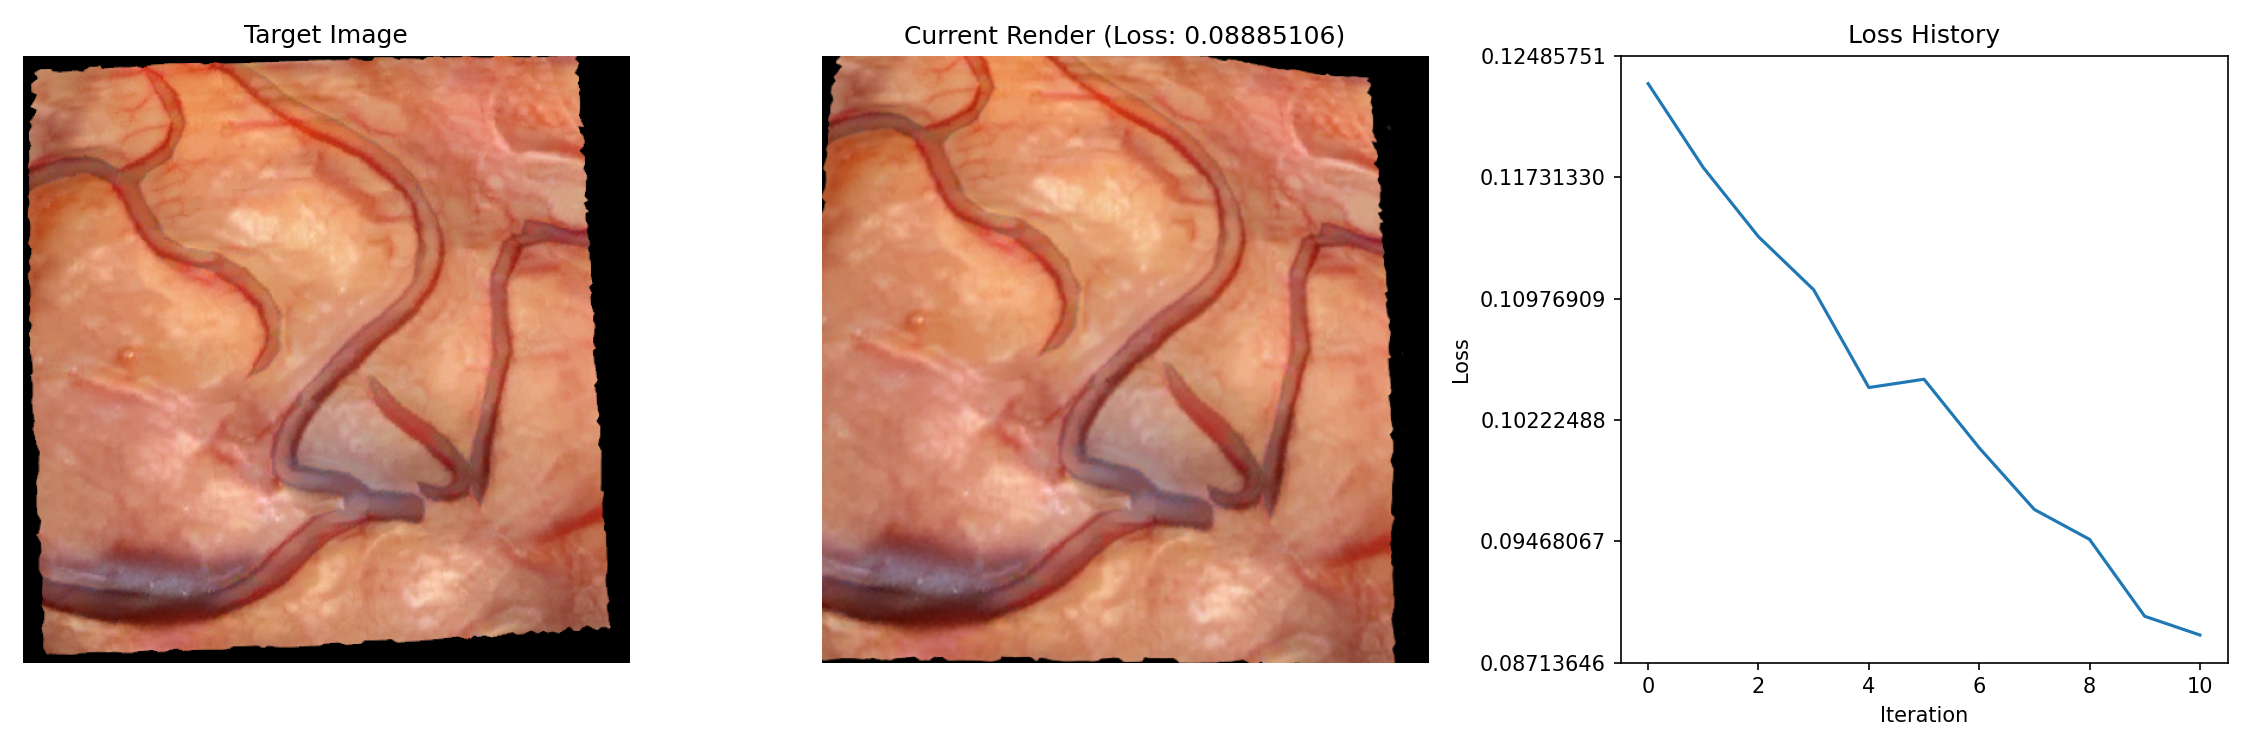 Target Image
Current Render (Loss: 0.08885106)
Loss History
0.12485751
0.11731330
0.10976909
0.10222488
0.09468067
0.08713646
Loss
0 2 4 6 8 10
Iteration